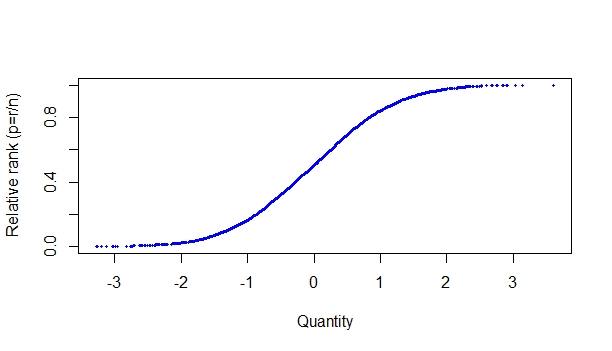 Relative rank (p=r/n)
0.8
0.4
0.0
-3 -2 -1 0 1 2 3
Quantity